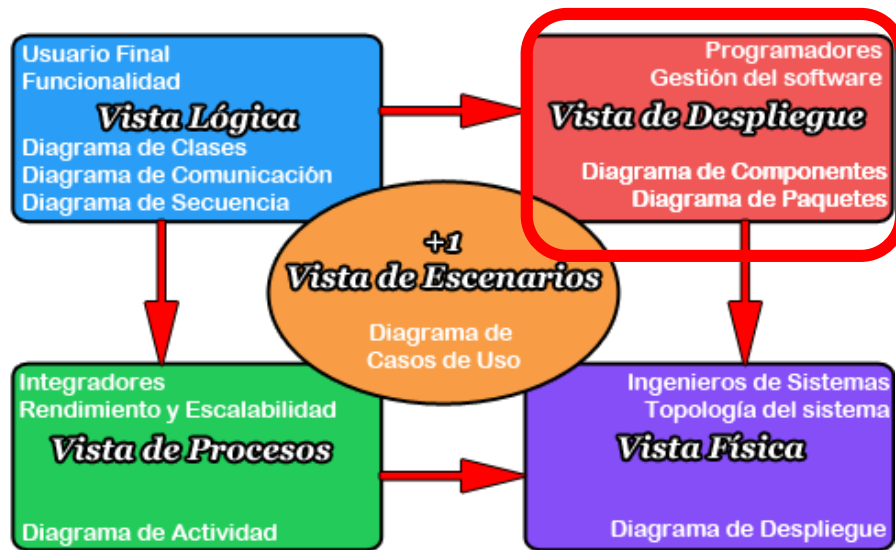 Usuario Final
Funcionalidad
Vista Lógica
Diagrama de Clases
Diagrama de Comunicación
Diagrama de Secuencia
Programadores
Gestión del software
Vista de Despliegue
Diagrama de Componentes
Diagrama de Paquetes
+1
Vista de Escenarios
Diagrama de
Casos de Uso
Integradores
Rendimiento y Escalabilidad
Vista de Procesos
Diagrama de Actividad
Ingenieros de Sistemas
Topología del sistema
Vista Física
Diagrama de Despliegue